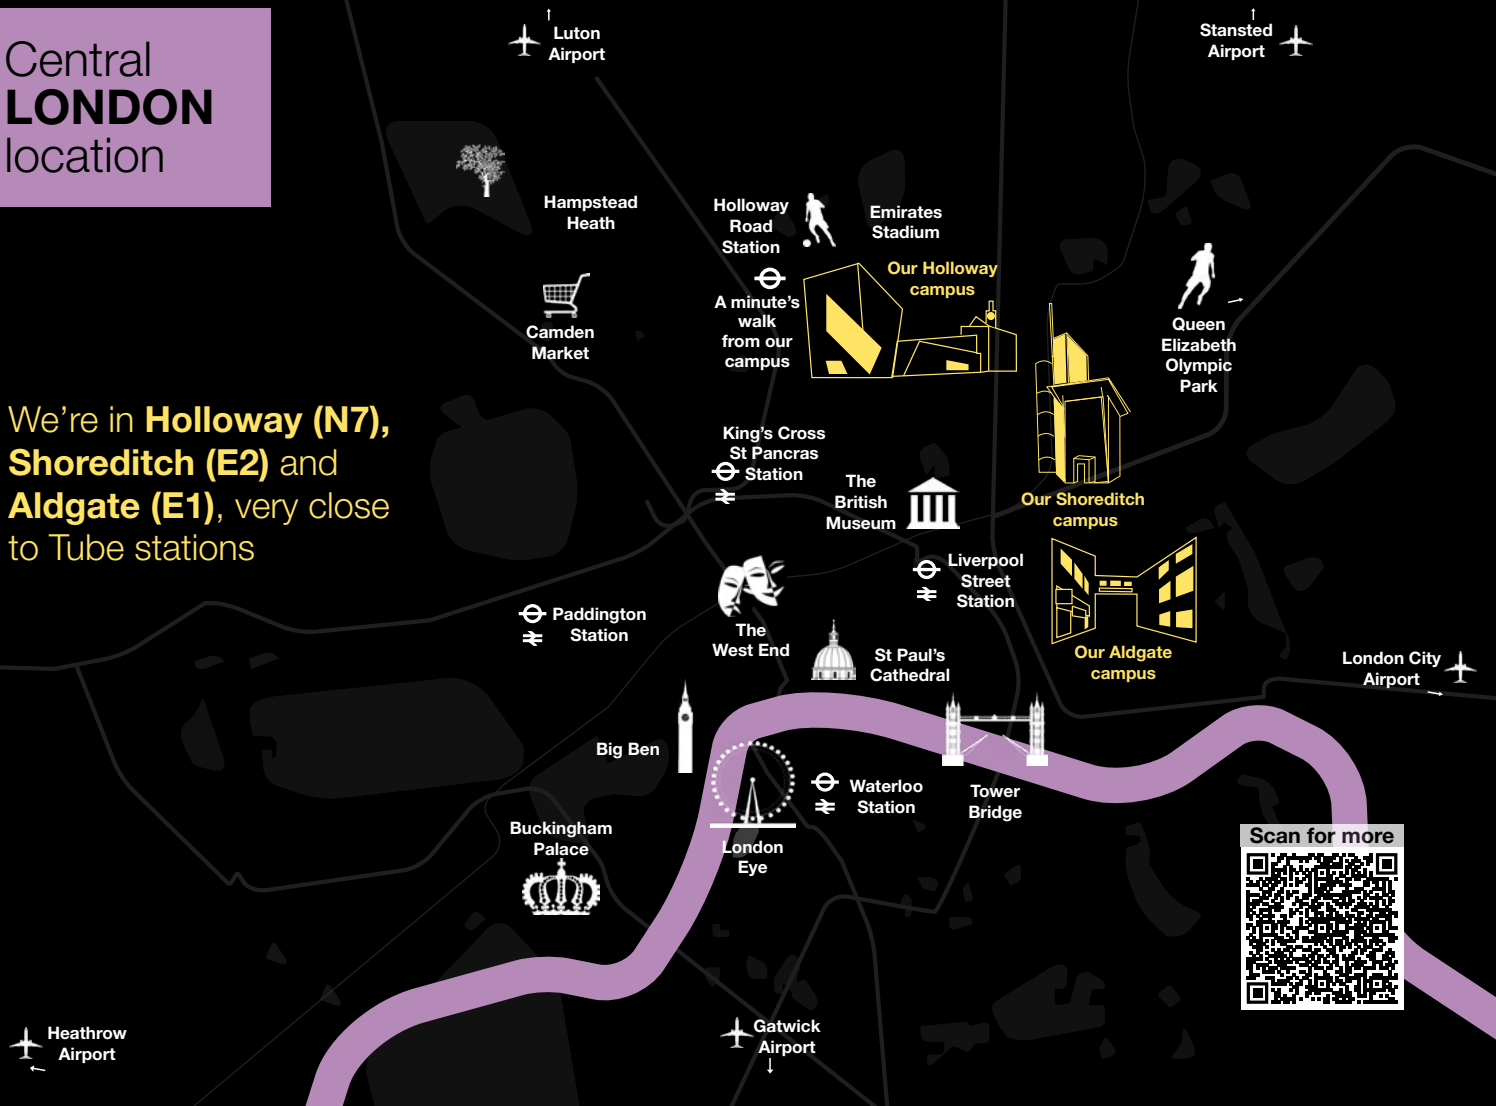 Central
LONDON
location
Luton
Airport
Stansted
Airport
Hampstead
Heath
Holloway
Road
Station
Emirates
Stadium
Our Holloway
campus
A minute's
walk
from our
campus
Camden
Market
Queen
Elizabeth
Olympic
Park
We're in Holloway (N7),
Shoreditch (E2) and
Aldgate (E1), very close
to Tube stations
King's Cross
St Pancras
Station
The
British
Museum
Our Shoreditch
campus
Liverpool
Street
Station
Paddington
Station
The
West End
St Paul's
Cathedral
Our Aldgate
campus
London City
Airport
Big Ben
Waterloo
Station
Tower
Bridge
Buckingham
Palace
London
Eye
Scan for more
Heathrow
Airport
Gatwick
Airport